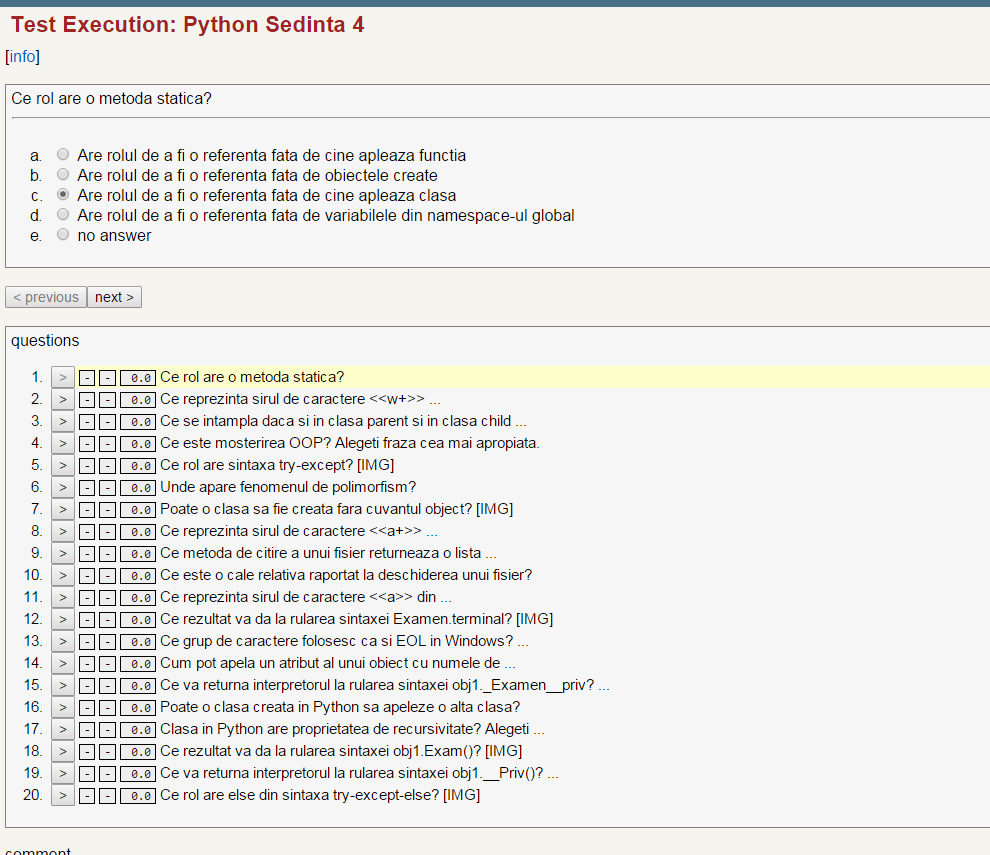 Test Execution: Python Sedinta 4
[info]
Ce rol are o metoda statica?
a. Are rolul de a fi o referenta fata de cine apleaza functia
b. Are rolul de a fi o referenta fata de obiectele create
c. Are rolul de a fi o referenta fata de cine apleaza clasa
d. Are rolul de a fi o referenta fata de variabilele din namespace-ul global
e. no answer
< previous next >
questions
1. > - - 0.0 Ce rol are o metoda statica?
2. > - - 0.0 Ce reprezinta sirul de caractere <<w+>> ...
3. > - - 0.0 Ce se intampla daca si in clasa parent si in clasa child ...
4. > - - 0.0 Ce este mosterirea OOP? Alegeti fraza cea mai apropiata.
5. > - - 0.0 Ce rol are sintaxa try-except? [IMG]
6. > - - 0.0 Unde apare fenomenul de polimorfism?
7. > - - 0.0 Poate o clasa sa fie creata fara cuvantul object? [IMG]
8. > - - 0.0 Ce reprezinta sirul de caractere <<a+>> ...
9. > - - 0.0 Ce metoda de citire a unui fisier returneaza o lista ...
10. > - - 0.0 Ce este o cale relativa raportat la deschiderea unui fisier?
11. > - - 0.0 Ce reprezinta sirul de caractere <<a>> din ...
12. > - - 0.0 Ce rezultat va da la rularea sintaxei Examen.terminal? [IMG]
13. > - - 0.0 Ce grup de caractere folosesc ca si EOL in Windows? ...
14. > - - 0.0 Cum pot apela un atribut al unui obiect cu numele de ...
15. > - - 0.0 Ce va returna interpretorul la rularea sintaxei obj1._Examen__priv? ...
16. > - - 0.0 Poate o clasa creata in Python sa apeleze o alta clasa?
17. > - - 0.0 Clasa in Python are proprietatea de recursivitate? Alegeti ...
18. > - - 0.0 Ce rezultat va da la rularea sintaxei obj1.Exam()? [IMG]
19. > - - 0.0 Ce va returna interpretorul la rularea sintaxei obj1.__Priv()? ...
20. > - - 0.0 Ce rol are else din sintaxa try-except-else? [IMG]
comment